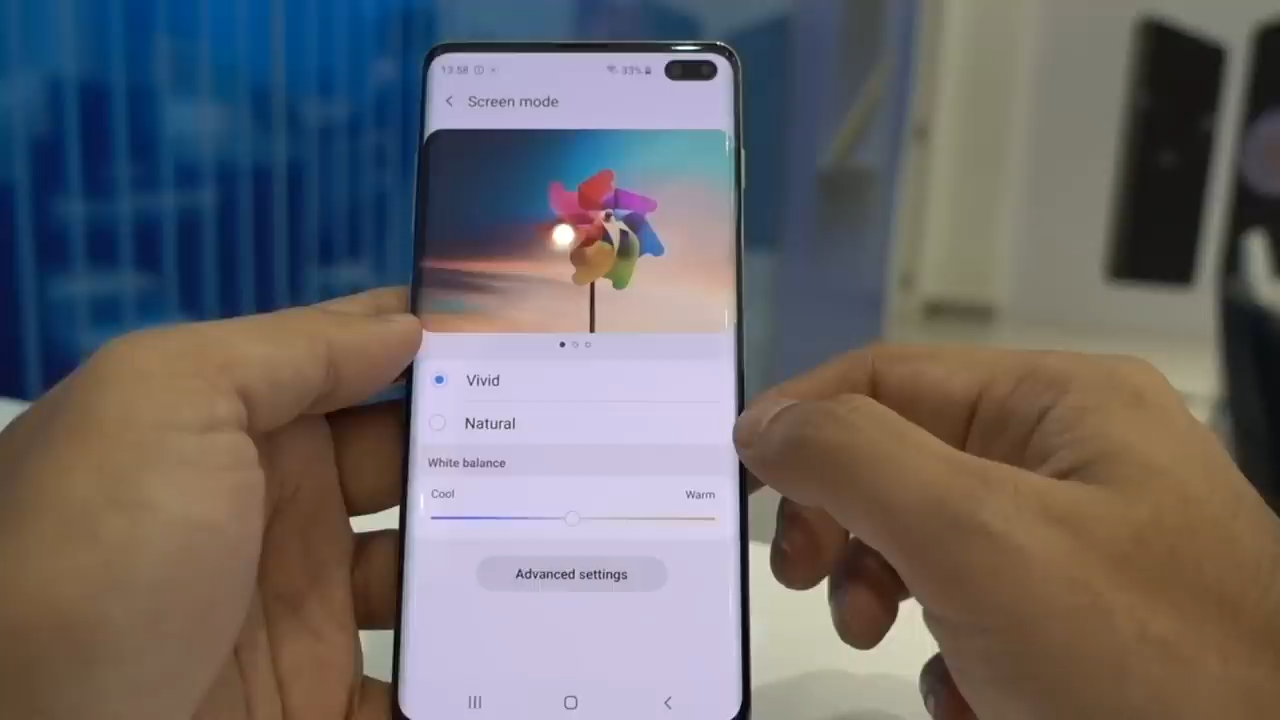 13:58 33%
Screen mode
Vivid
Natural
White balance
Cool Warm
Advanced settings